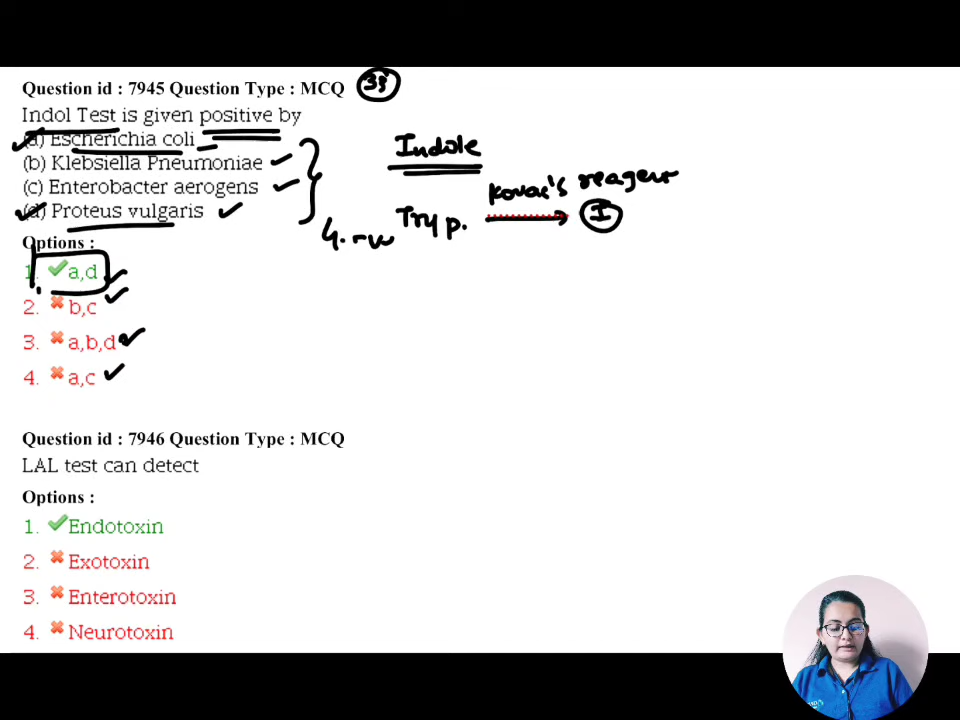 Question id : 7945 Question Type : MCQ
Indol Test is given positive by
(a) Escherichia coli
(b) Klebsiella Pneumoniae
(c) Enterobacter aerogens
(d) Proteus vulgaris
Indole
Kovac's reagent
Tryp. I
Options :
1. a,d
2. b,c
3. a,b,d
4. a,c
Question id : 7946 Question Type : MCQ
LAL test can detect
Options :
1. Endotoxin
2. Exotoxin
3. Enterotoxin
4. Neurotoxin